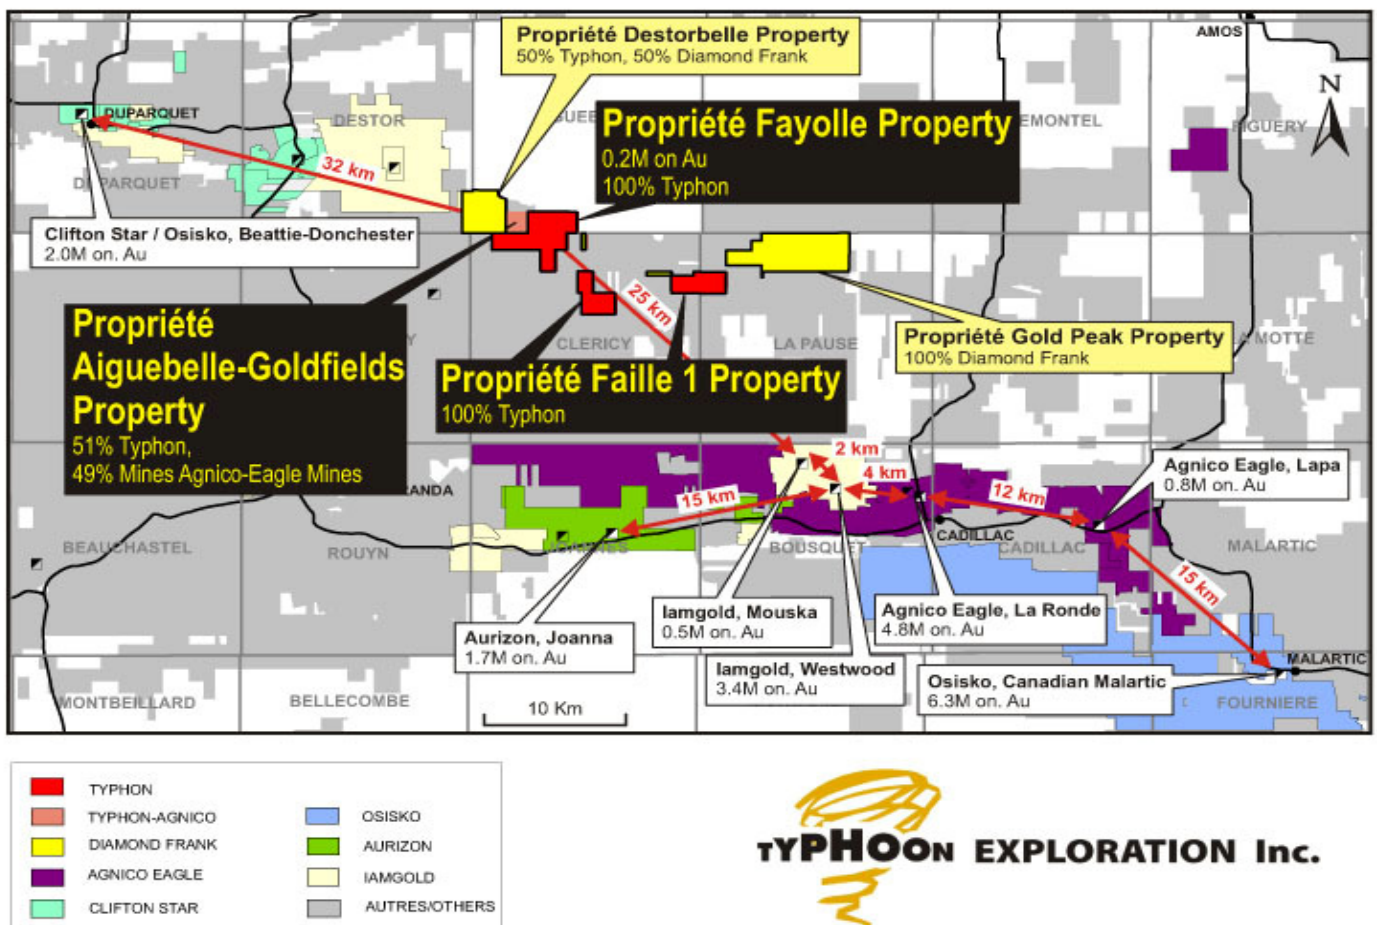 AMOS
Propriété Destorbelle Property
50% Typhon, 50% Diamond Frank
N
DUPARQUET
DESTOR
Propriété Fayolle Property
0.2M on Au
100% Typhon
32 km
DUPARQUET
Clifton Star / Osisko, Beattie-Donchester
2.0M on. Au
25 km
Propriété
Aiguebelle-Goldfields
Property
51% Typhon,
49% Mines Agnico-Eagle Mines
CLERICY
LA PAUSE
Propriété Gold Peak Property
100% Diamond Frank
LA MOTTE
Propriété Faille 1 Property
100% Typhon
2 km
4 km
15 km
12 km
Agnico Eagle, Lapa
0.8M on. Au
BEAUCHASTEL
ROUYN
BOUSQUET
CADILLAC
CADILLAC
MALARTIC
15 km
Iamgold, Mouska
0.5M on. Au
Agnico Eagle, La Ronde
4.8M on. Au
Aurizon, Joanna
1.7M on. Au
Iamgold, Westwood
3.4M on. Au
Osisko, Canadian Malartic
6.3M on. Au
MALARTIC
MONTBEILLARD
BELLECOMBE
10 Km
FOURNIERE
TYPHON
TYPHON-AGNICO
DIAMOND FRANK
AGNICO EAGLE
CLIFTON STAR
OSISKO
AURIZON
IAMGOLD
AUTRES/OTHERS
TYPHOON EXPLORATION Inc.